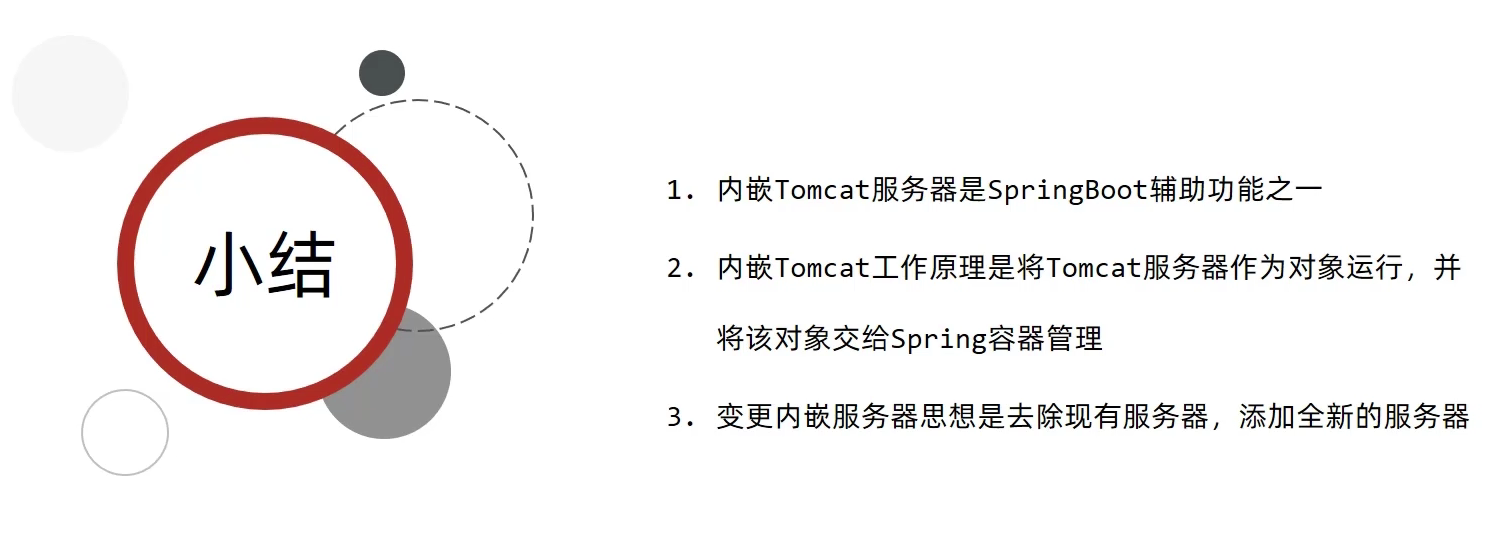 小结
1. 内嵌Tomcat服务器是SpringBoot辅助功能之一
2. 内嵌Tomcat工作原理是将Tomcat服务器作为对象运行，并
将该对象交给Spring容器管理
3. 变更内嵌服务器思想是去除现有服务器，添加全新的服务器